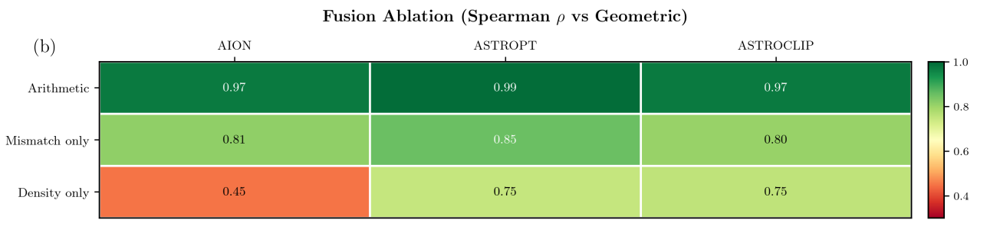 Fusion Ablation (Spearman ρ vs Geometric)
(b)
AION ASTROPT ASTROCLIP
Arithmetic 0.97 0.99 0.97
Mismatch only 0.81 0.85 0.80
Density only 0.45 0.75 0.75
1.0
0.8
0.6
0.4